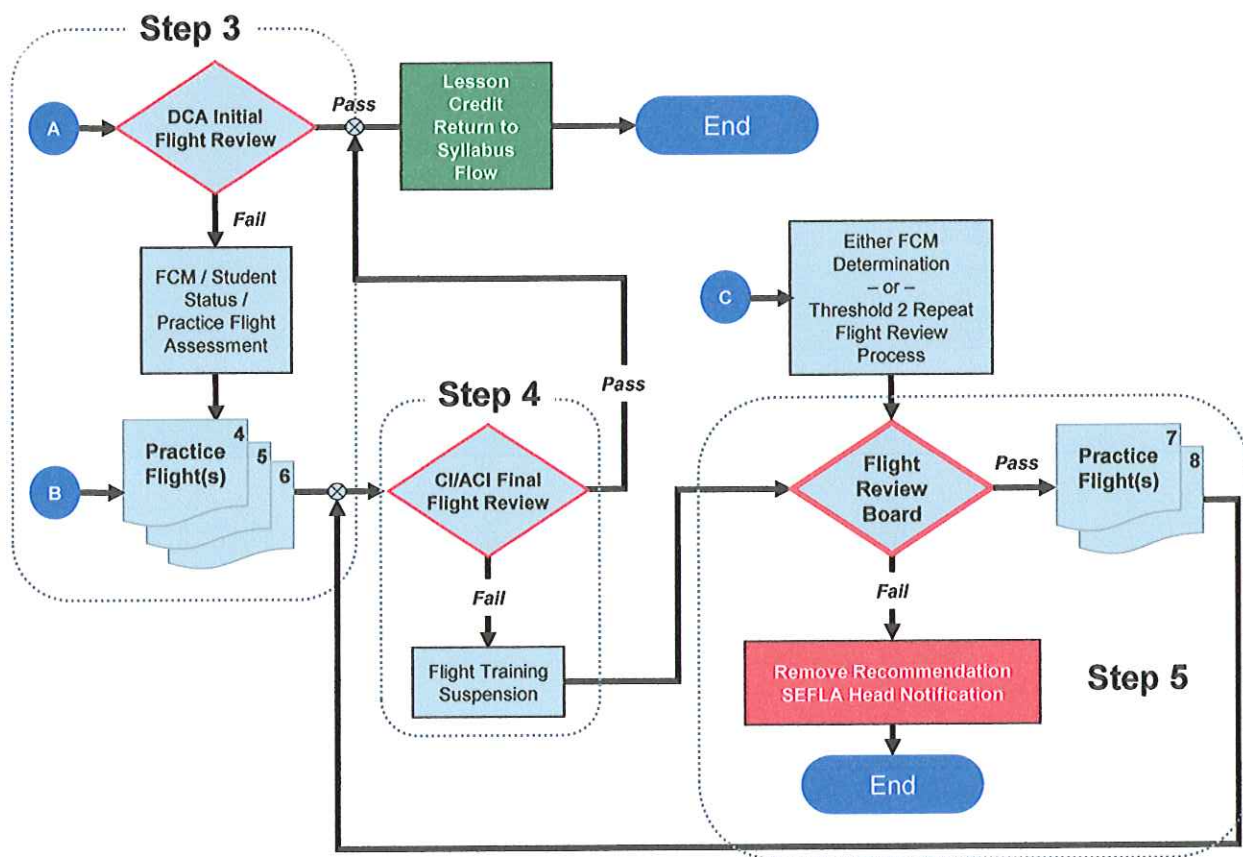 Step 3
A
DCA Initial
Flight Review
Pass
Lesson
Credit
Return to
Syllabus
Flow
End
Fail
FCM / Student
Status /
Practice Flight
Assessment
C
Either FCM
Determination
– or –
Threshold 2 Repeat
Flight Review
Process
Pass
Step 4
B
Practice
Flight(s)
4
5
6
CI/ACI Final
Flight Review
Fail
Flight Training
Suspension
Flight
Review
Board
Pass
Practice
Flight(s)
7
8
Fail
Remove Recommendation
SEFLA Head Notification
Step 5
End